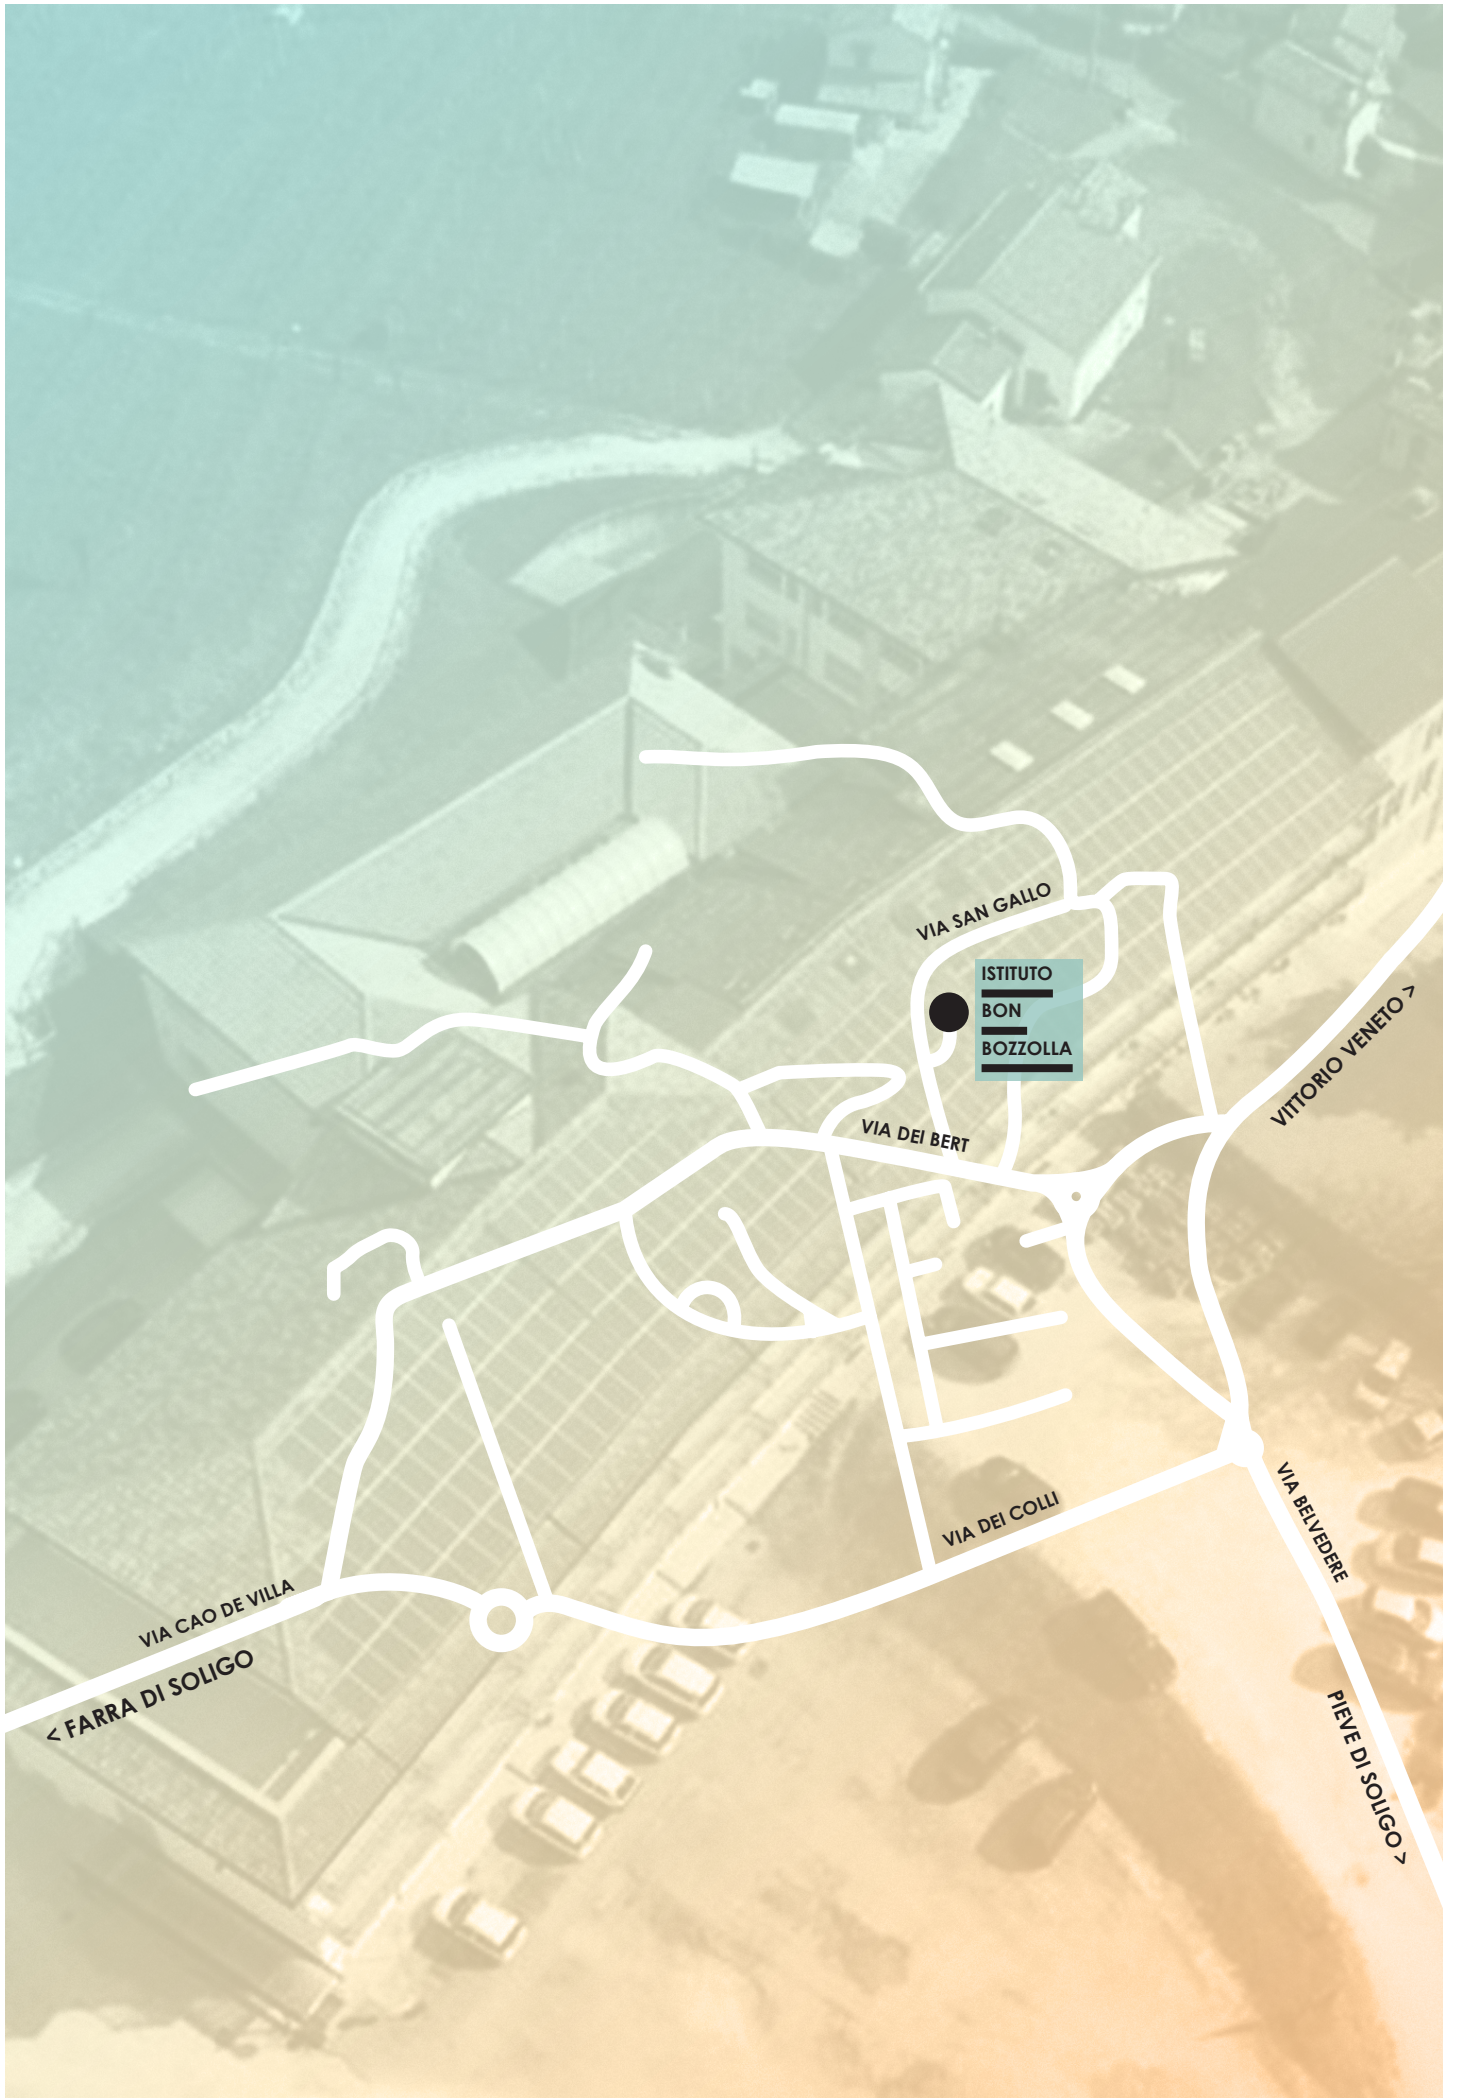 VIA SAN GALLO
ISTITUTO
BON
BOZZOLLA
VITTORIO VENETO >
VIA DEI BERT
VIA BELVEDERE
VIA DEI COLLI
VIA CAO DE VILLA
< FARRA DI SOLIGO
PIEVE DI SOLIGO >